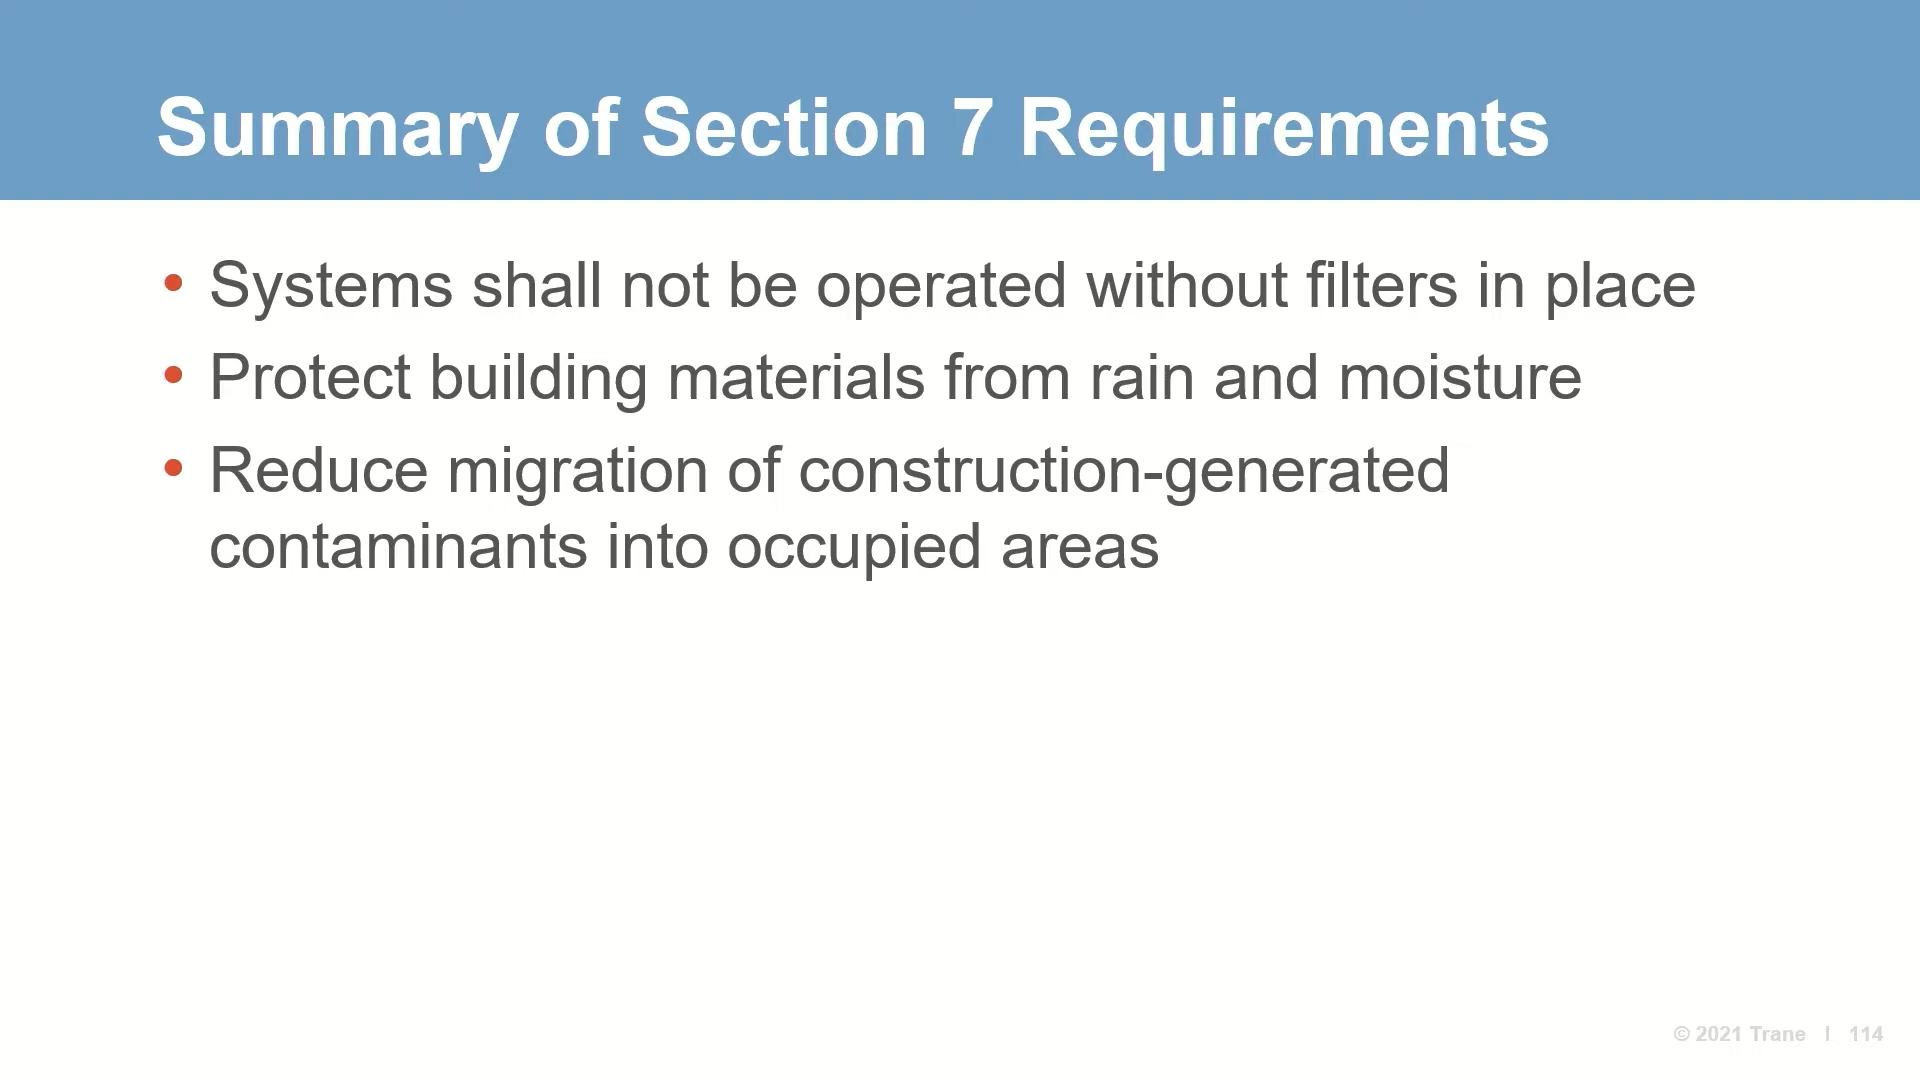 Summary of Section 7 Requirements
• Systems shall not be operated without filters in place
• Protect building materials from rain and moisture
• Reduce migration of construction-generated
contaminants into occupied areas
© 2021 Trane | 114